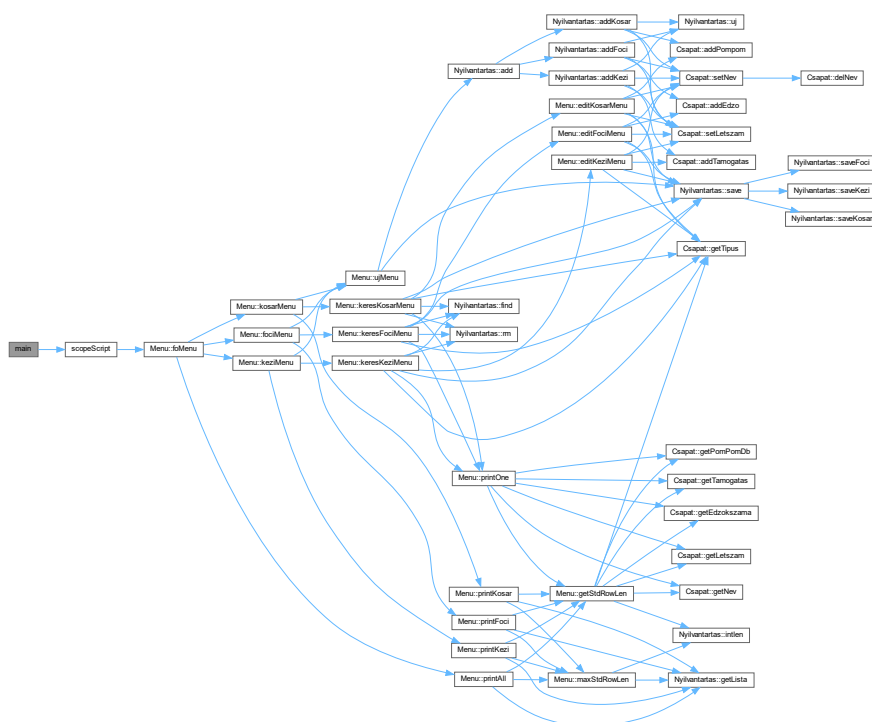 main
scopeScript
Menu::foMenu
Menu::kosarMenu
Menu::fociMenu
Menu::keziMenu
Menu::ujMenu
Menu::keresKosarMenu
Menu::keresFociMenu
Menu::keresKeziMenu
Nyilvantartas::add
Nyilvantartas::find
Nyilvantartas::rm
Menu::printOne
Menu::printKosar
Menu::printFoci
Menu::printKezi
Menu::printAll
Nyilvantartas::addKosar
Nyilvantartas::addFoci
Nyilvantartas::addKezi
Menu::editKosarMenu
Menu::editFociMenu
Menu::editKeziMenu
Menu::getStdRowLen
Menu::maxStdRowLen
Nyilvantartas::uj
Csapat::addPompom
Csapat::setNev
Csapat::addEdzo
Csapat::setLetszam
Csapat::addTamogatas
Nyilvantartas::save
Csapat::getTipus
Csapat::getPomPomDb
Csapat::getTamogatas
Csapat::getEdzokszama
Csapat::getLetszam
Csapat::getNev
Nyilvantartas::intlen
Nyilvantartas::getLista
Csapat::delNev
Nyilvantartas::saveFoci
Nyilvantartas::saveKezi
Nyilvantartas::saveKosar